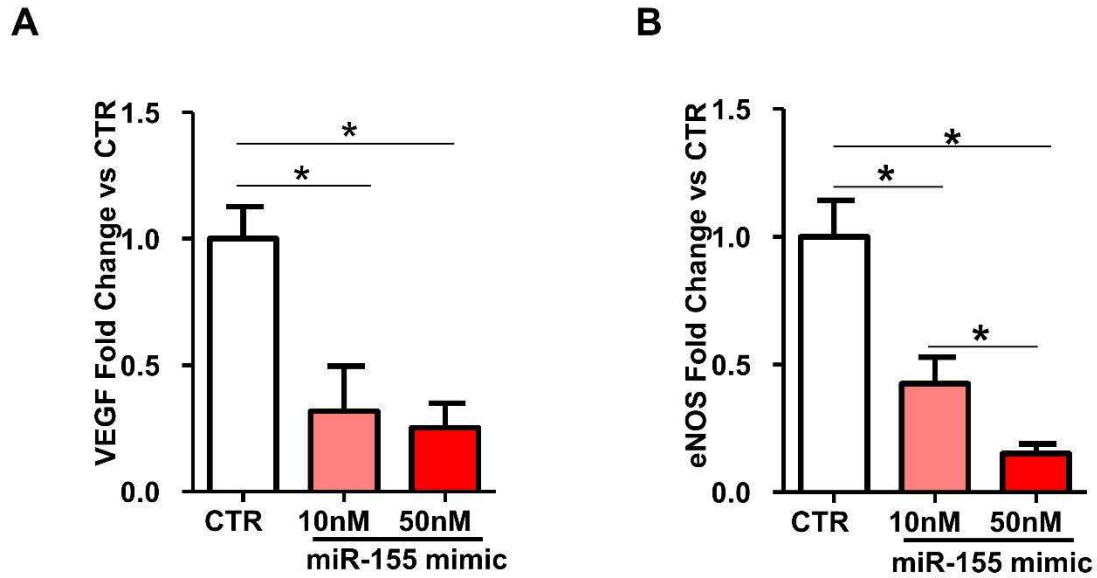 A
VEGF Fold Change vs CTR
1.5
1.0
0.5
0.0
*
*
CTR 10nM 50nM
miR-155 mimic
B
eNOS Fold Change vs CTR
1.5
1.0
0.5
0.0
*
*
*
CTR 10nM 50nM
miR-155 mimic